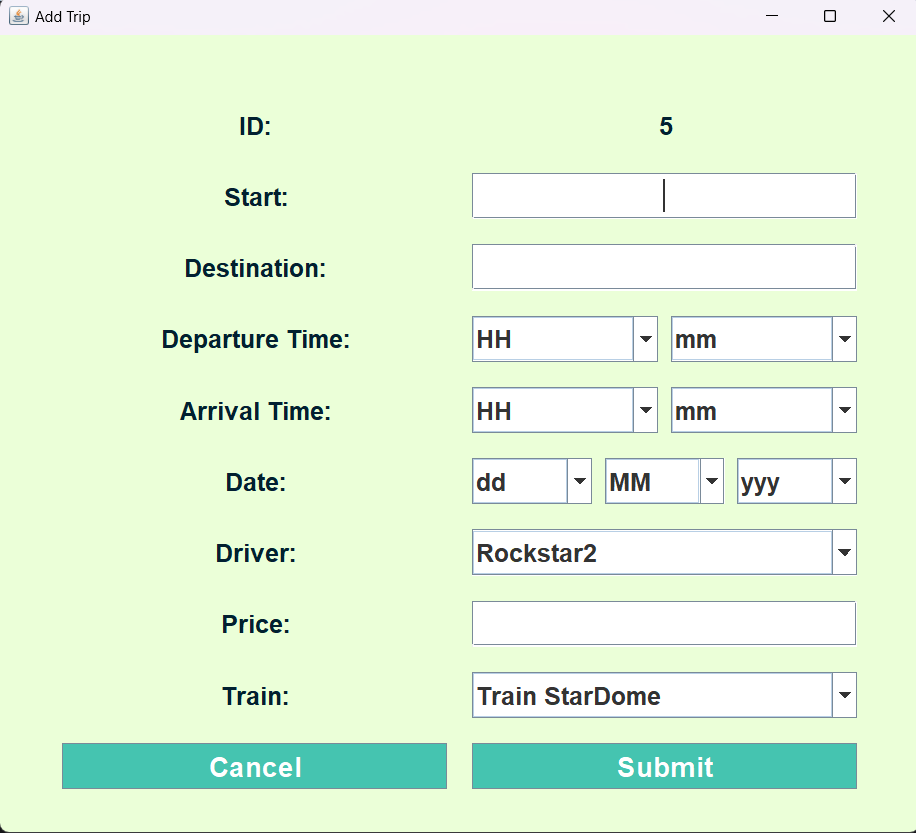 Add Trip
ID: 5
Start:
Destination:
Departure Time: HH mm
Arrival Time: HH mm
Date: dd MM yyy
Driver: Rockstar2
Price:
Train: Train StarDome
Cancel Submit